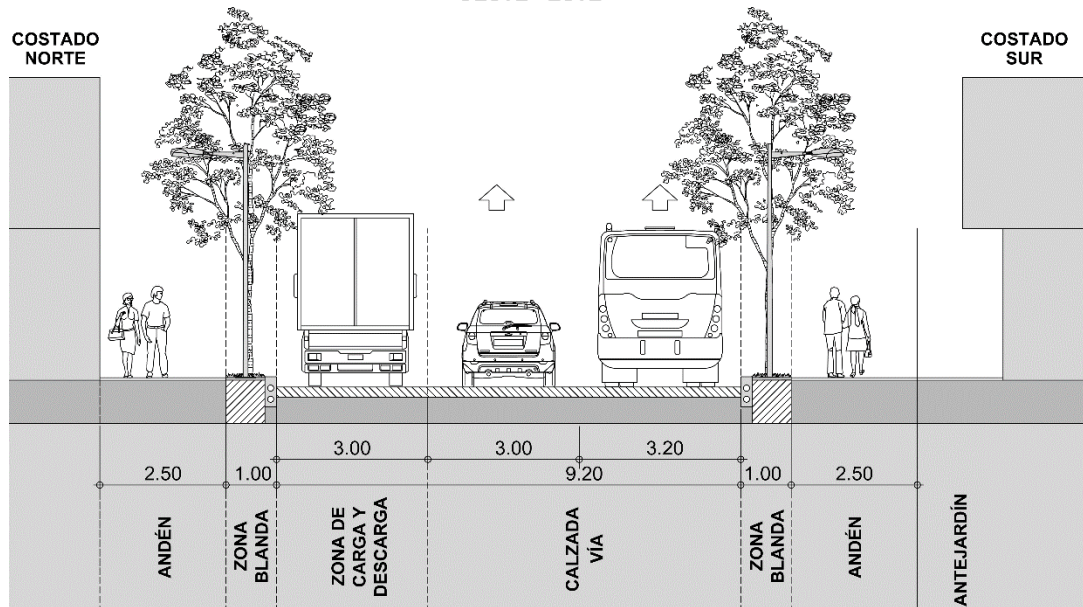 COSTADO
NORTE
COSTADO
SUR
3.00
3.00
3.20
2.50
1.00
9.20
1.00
2.50
ANDÉN
ZONA
BLANDA
ZONA DE
CARGA Y
DESCARGA
CALZADA
VÍA
ZONA
BLANDA
ANDÉN
ANTEJARDÍN